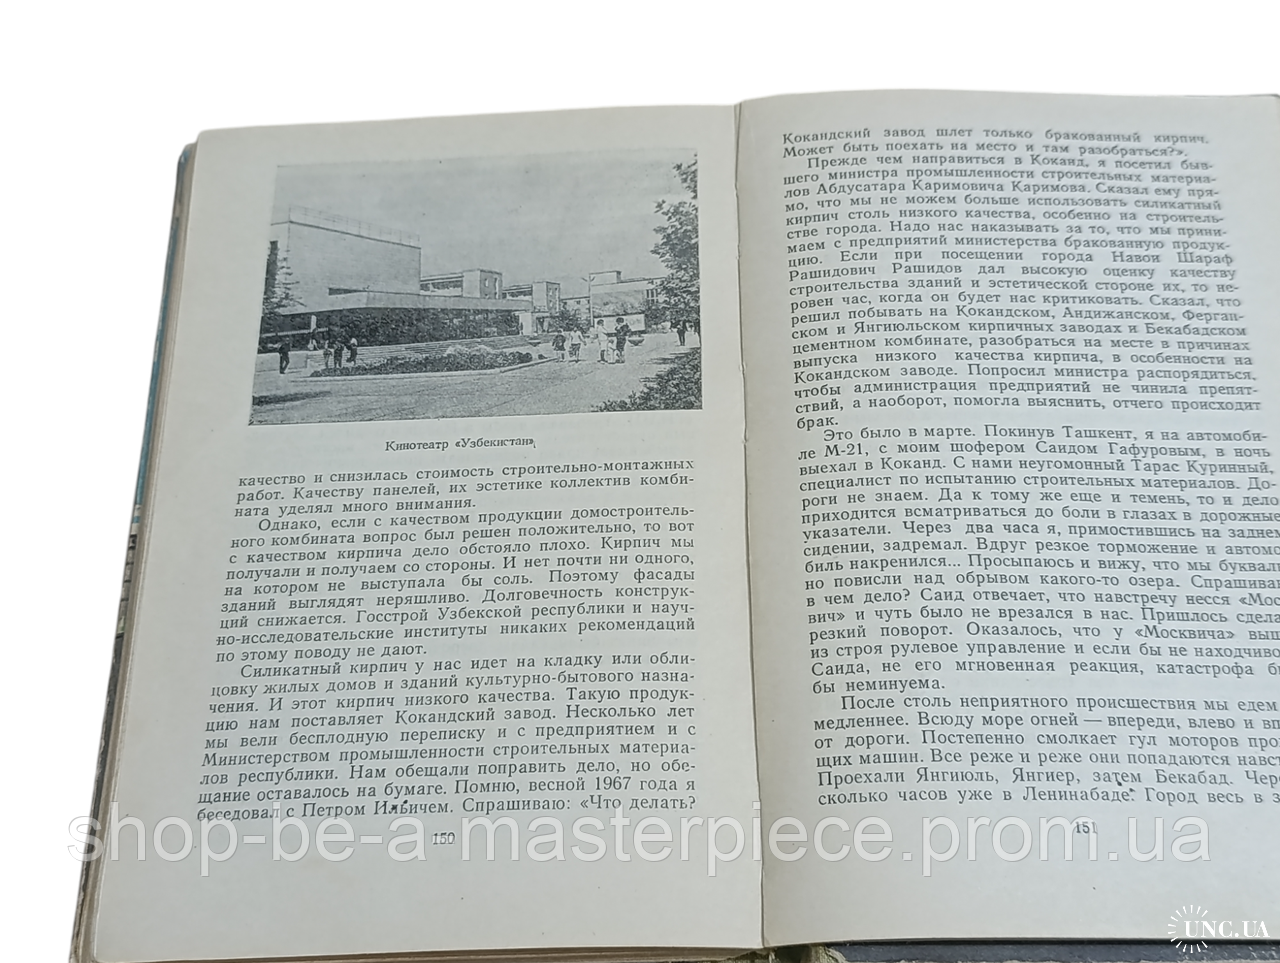 Кинотеатр «Узбекистан»
качество и снизилась стоимость строительно-монтажных
работ. Качеству панелей, их эстетике коллектив комби-
ната уделял много внимания.
Однако, если с качеством продукции домостроитель-
ного комбината вопрос был решен положительно, то вот
с качеством кирпича дело обстояло плохо. Кирпич мы
получали и получаем со стороны. И нет почти ни одного,
на котором не выступала бы соль. Поэтому фасады
зданий выглядят неряшливо. Долговечность конструк-
ций снижается. Госстрой Узбекской республики и науч-
но-исследовательские институты никаких рекомендаций
по этому поводу не дают.
Силикатный кирпич у нас идет на кладку или обли-
цовку жилых домов и зданий культурно-бытового назна-
чения. И этот кирпич низкого качества. Такую продук-
цию нам поставляет Кокандский завод. Несколько лет
мы вели бесплодную переписку и с предприятием и с
Министерством промышленности строительных материа-
лов республики. Нам обещали поправить дело, но обе-
щание оставалось на бумаге. Помню, весной 1967 года я
беседовал с Петром Ильичем. Спрашиваю: «Что делать?
150
Кокандский завод шлет только бракованный кирпич.
Может быть поехать на место и там разобраться?».
Прежде чем направиться в Коканд, я посетил быв-
шего министра промышленности строительных материа-
лов Абдусатара Каримовича Каримова. Сказал ему пря-
мо, что мы не можем больше использовать силикатный
кирпич столь низкого качества, особенно на строитель-
стве города. Надо нас наказывать за то, что мы прини-
маем с предприятий министерства бракованную продук-
цию. Если при посещении города Навои Шараф
Рашидович Рашидов дал высокую оценку качеству
строительства зданий и эстетической стороне их, то не-
ровен час, когда он будет нас критиковать. Сказал, что
решил побывать на Кокандском, Андижанском, Ферган-
ском и Янгиюльском кирпичных заводах и Бекабадском
цементном комбинате, разобраться на месте в причинах
выпуска низкого качества кирпича, в особенности на
Кокандском заводе. Попросил министра распорядиться,
чтобы администрация предприятий не чинила препят-
ствий, а наоборот, помогла выяснить, отчего происходит
брак.
Это было в марте. Покинув Ташкент, я на автомоби-
ле М-21, с моим шофером Саидом Гафуровым, в ночь
выехал в Коканд. С нами неугомонный Тарас Куринный,
специалист по испытанию строительных материалов. До-
роги не знаем. Да к тому же еще и темень, то и дело
приходится всматриваться до боли в глазах в дорожные
указатели. Через два часа я, примостившись на заднем
сидении, задремал. Вдруг резкое торможение и автомо
биль накренился... Просыпаюсь и вижу, что мы букваль
но повисли над обрывом какого-то озера. Спрашиваю
в чем дело? Саид отвечает, что навстречу несся «Мос
вич» и чуть было не врезался в нас. Пришлось сдела
резкий поворот. Оказалось, что у «Москвича» выш
из строя рулевое управление и если бы не находчиво
Саида, не его мгновенная реакция, катастрофа б
бы неминуема.
После столь неприятного происшествия мы едем
медленнее. Всюду море огней — впереди, влево и вп
от дороги. Постепенно смолкает гул моторов про
щих машин. Все реже и реже они попадаются навст
Проехали Янгиюль, Янгиер, затем Бекабад. Чере
сколько часов уже в Ленинабаде. Город весь в з
151
shop-be-a-masterpiece.prom.ua
UNC.UA